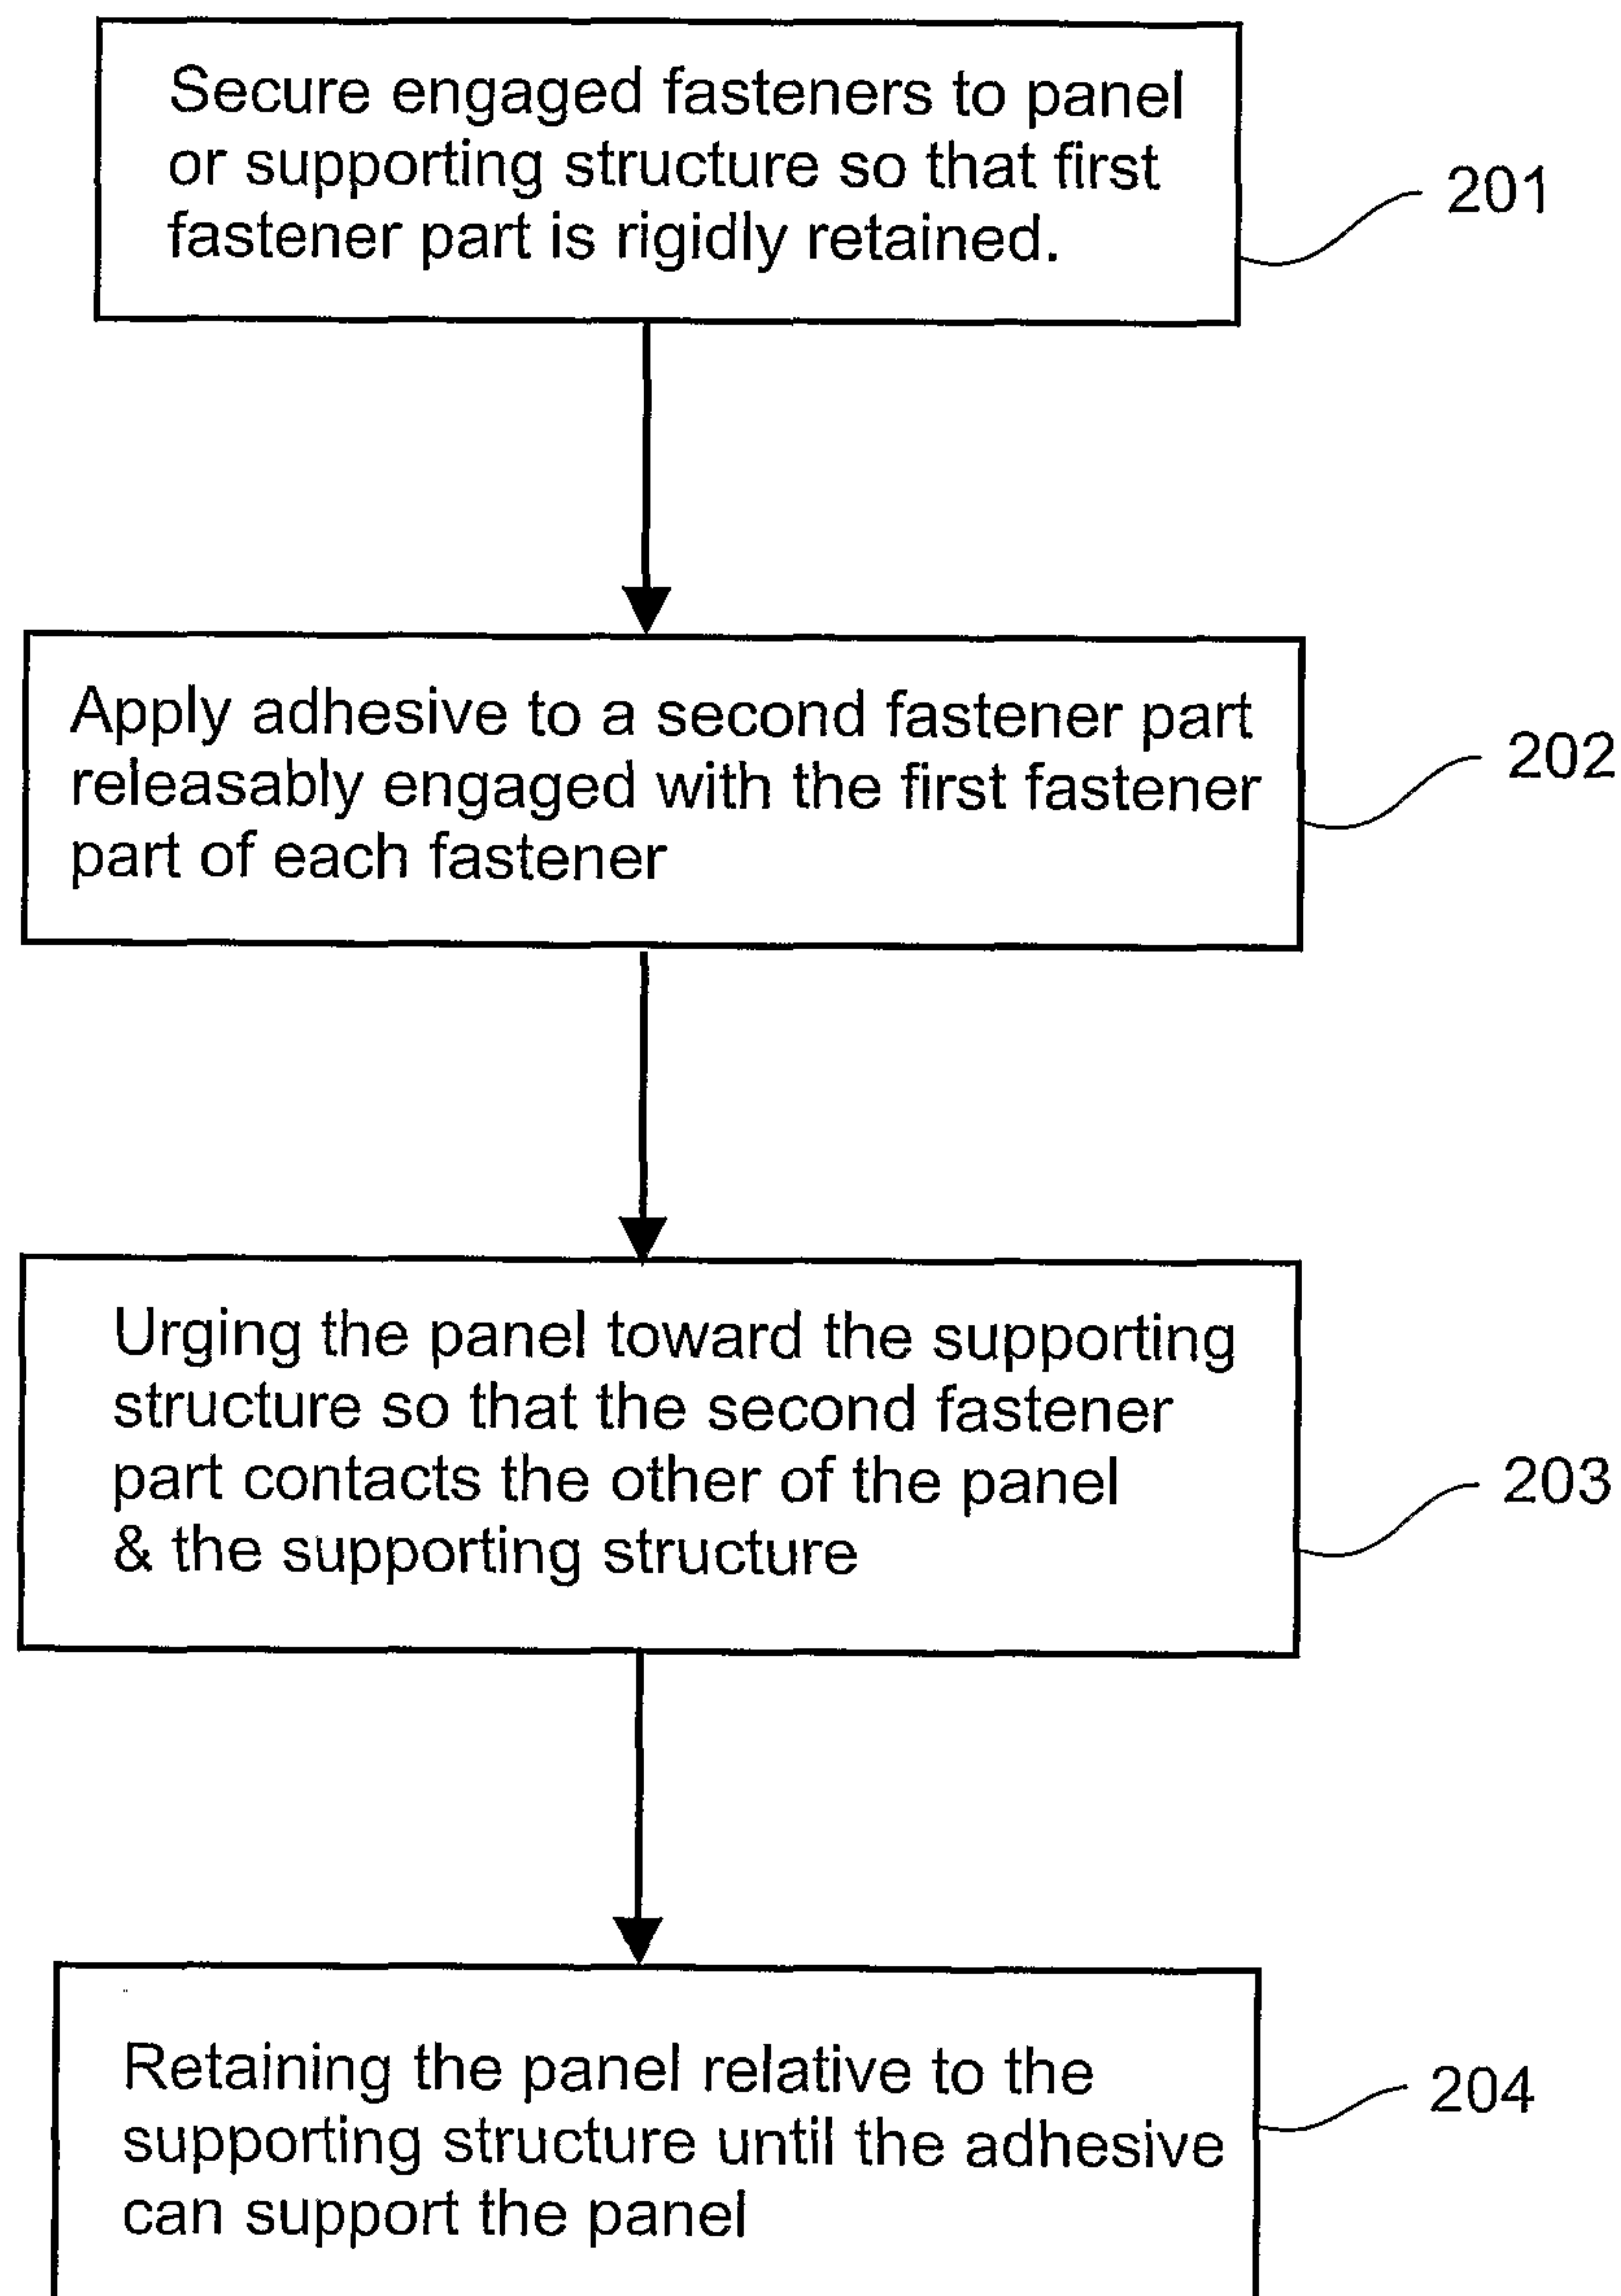 Secure engaged fasteners to panel
or supporting structure so that first
fastener part is rigidly retained.
201
Apply adhesive to a second fastener part
releasably engaged with the first fastener
part of each fastener
202
Urging the panel toward the supporting
structure so that the second fastener
part contacts the other of the panel
& the supporting structure
203
Retaining the panel relative to the
supporting structure until the adhesive
can support the panel
204